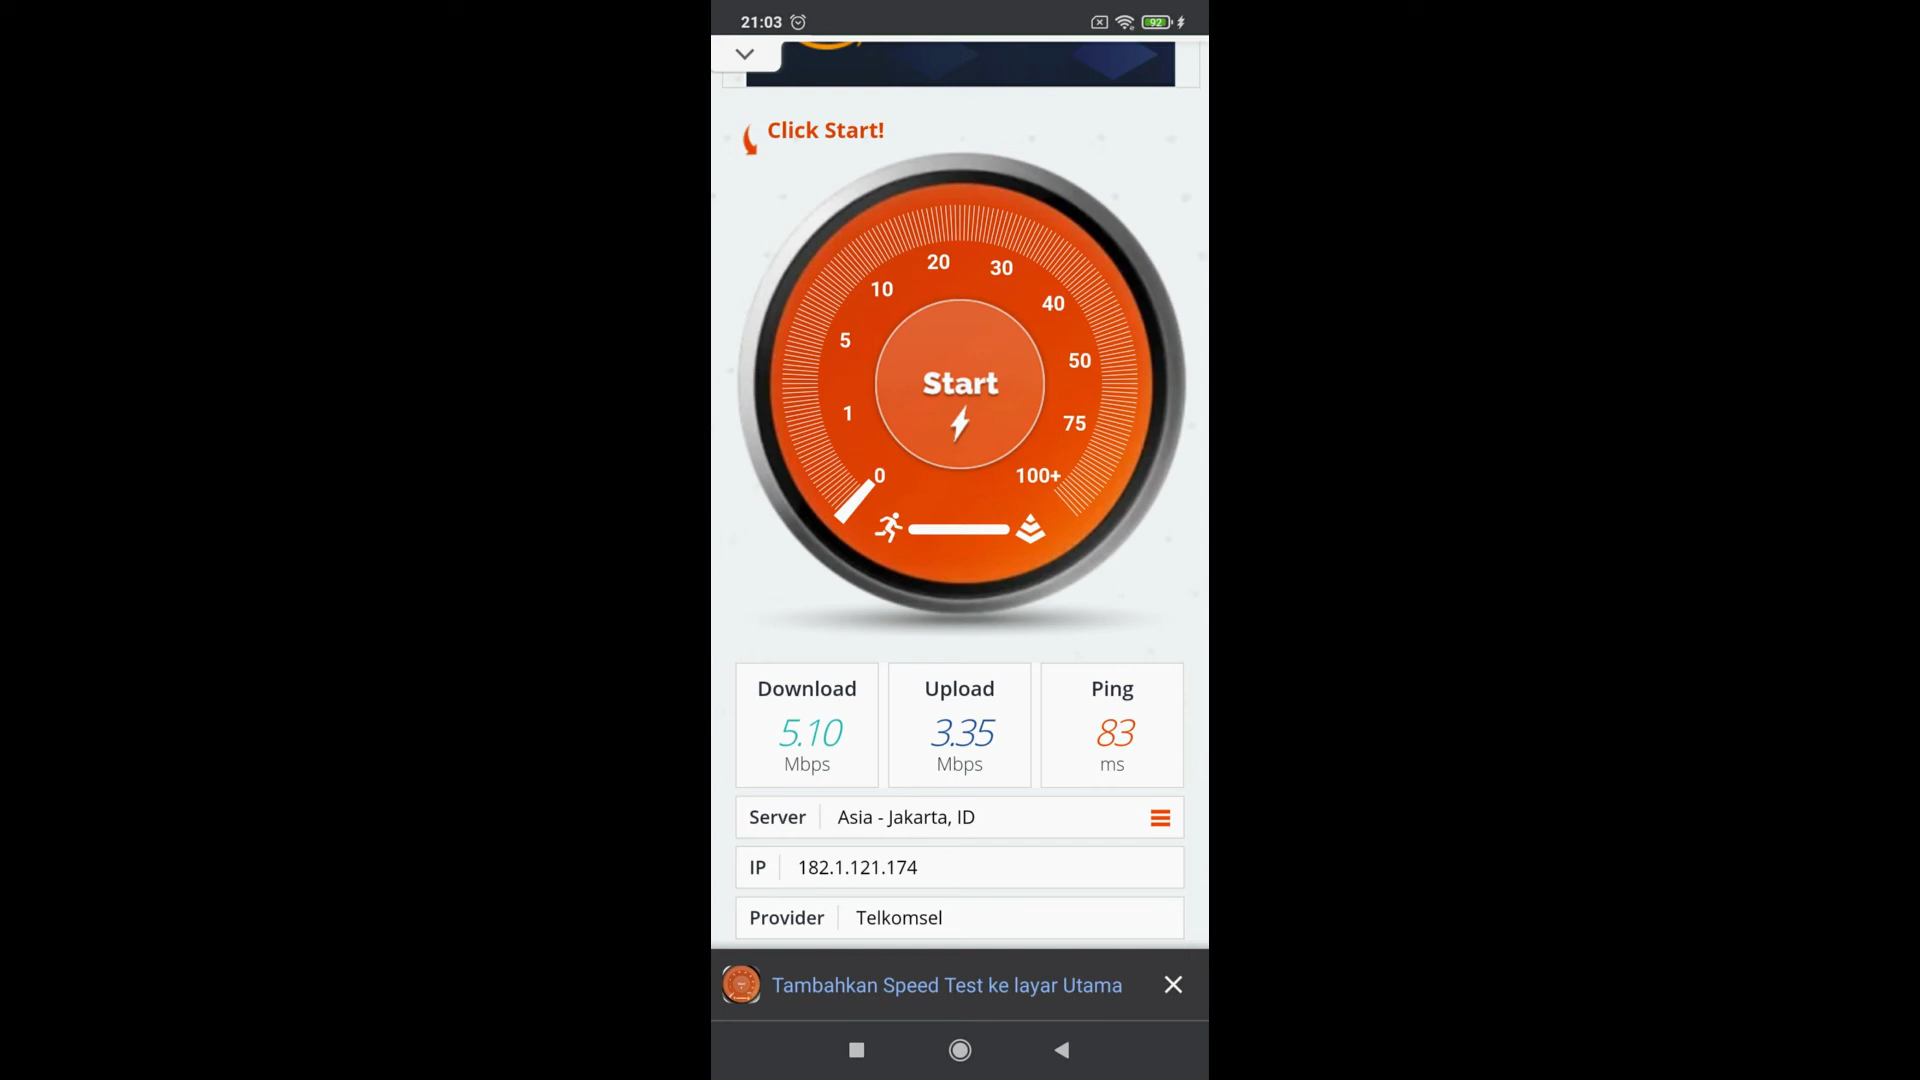 21:03
92
Click Start!
20
30
10
40
5
50
Start
1
75
0
100+
Download
Upload
Ping
5.10
3.35
83
Mbps
Mbps
ms
Server
Asia - Jakarta, ID
IP
182.1.121.174
Provider
Telkomsel
Tambahkan Speed Test ke layar Utama